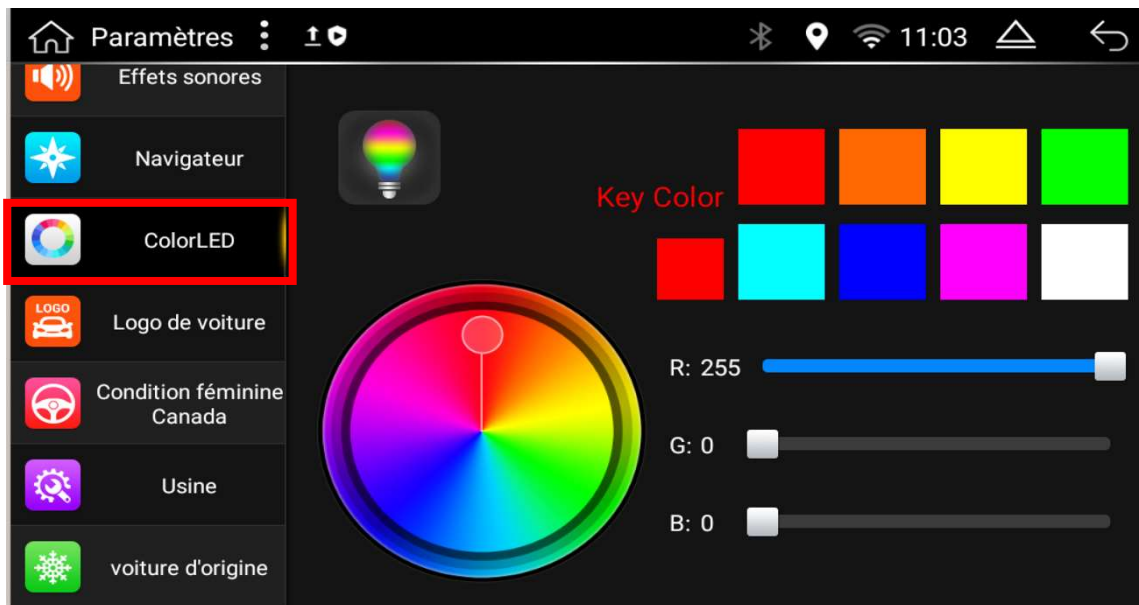 Paramètres
11:03
Effets sonores
Navigateur
ColorLED
LOGO
Logo de voiture
Condition féminine
Canada
Usine
voiture d'origine
Key Color
R: 255
G: 0
B: 0